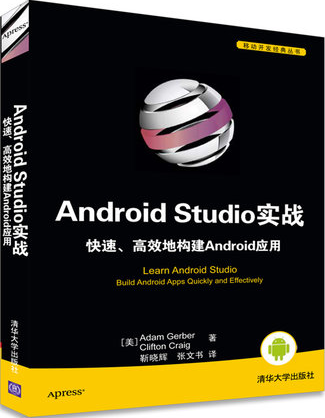 Apress®
Android Studio实战
快速、高效地构建Android应用
清华大学出版社
移动开发经典丛书
Android Studio实战
快速、高效地构建Android应用
Learn Android Studio
Build Android Apps Quickly and Effectively
[美] Adam Gerber 著
Clifton Craig
靳晓辉 张文书 译
Apress®
清华大学出版社